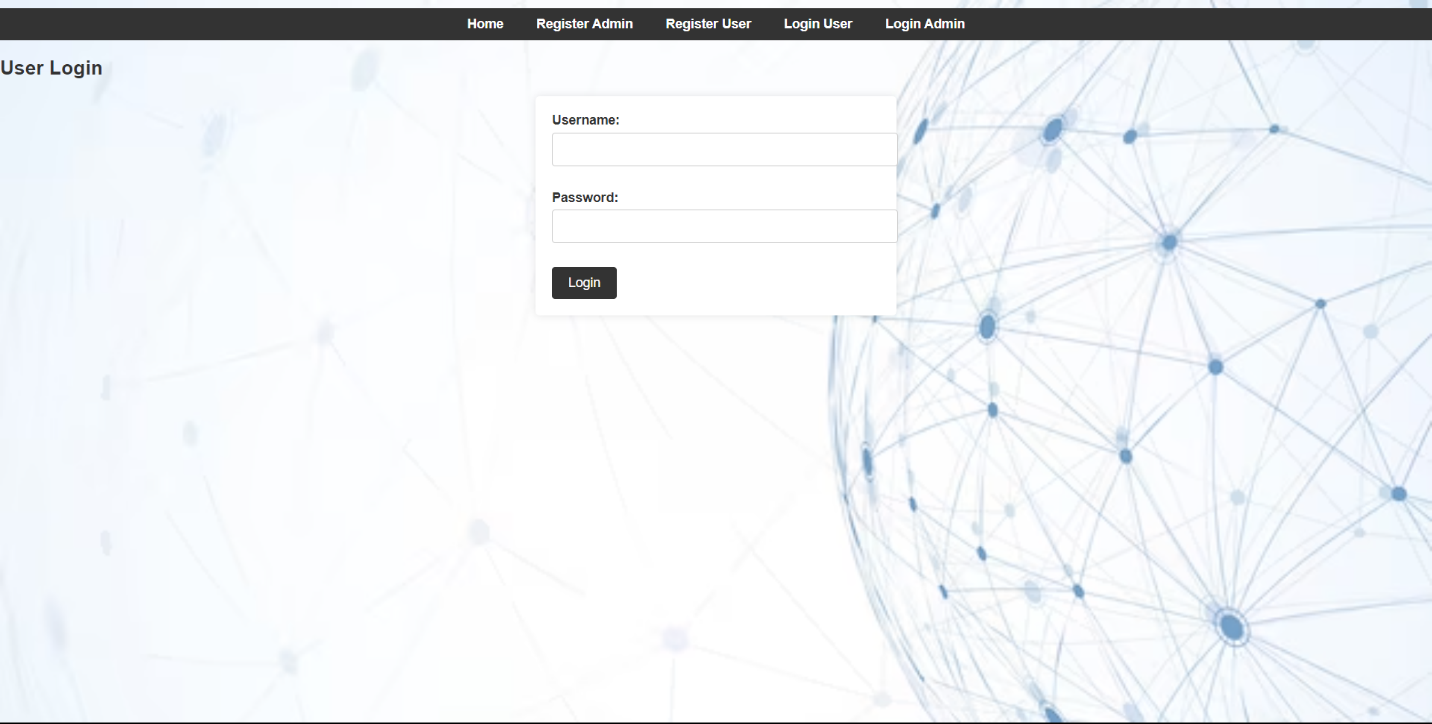 Home Register Admin Register User Login User Login Admin
User Login
Username:
Password:
Login